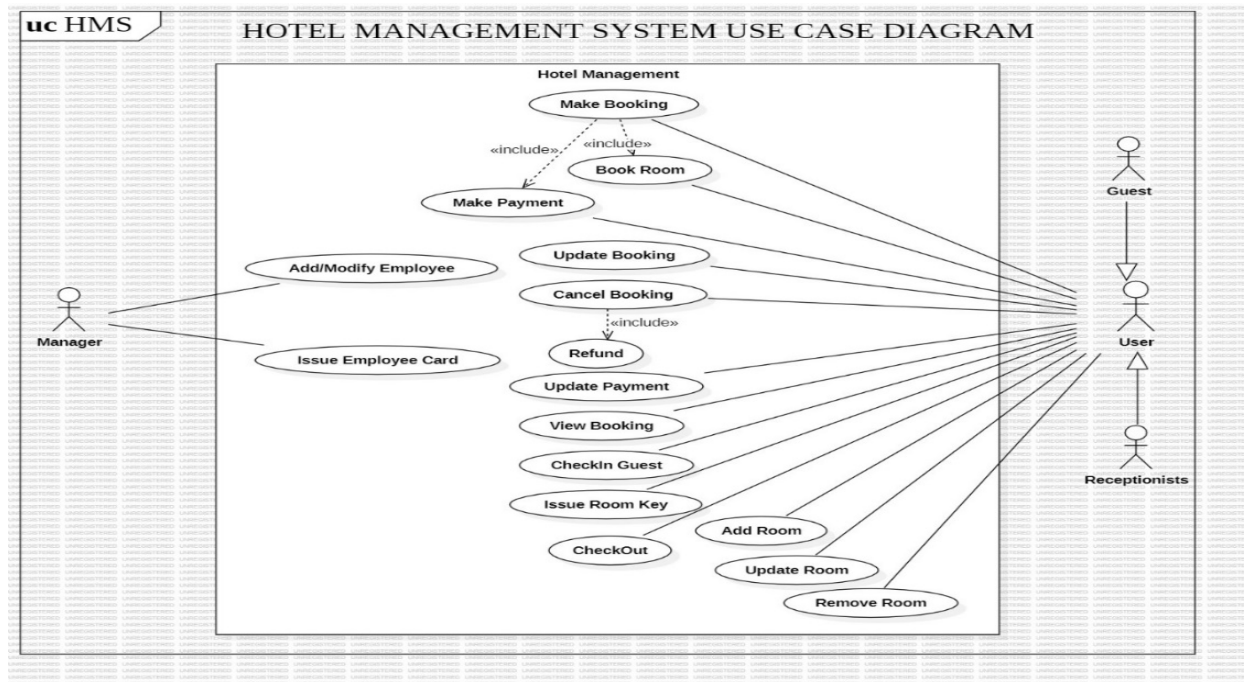 uc HMS
HOTEL MANAGEMENT SYSTEM USE CASE DIAGRAM
Hotel Management
Make Booking
«include»
«include»
Book Room
Make Payment
Guest
Update Booking
Add/Modify Employee
Cancel Booking
«include»
Manager
User
Refund
Issue Employee Card
Update Payment
View Booking
CheckIn Guest
Receptionists
Issue Room Key
Add Room
CheckOut
Update Room
Remove Room